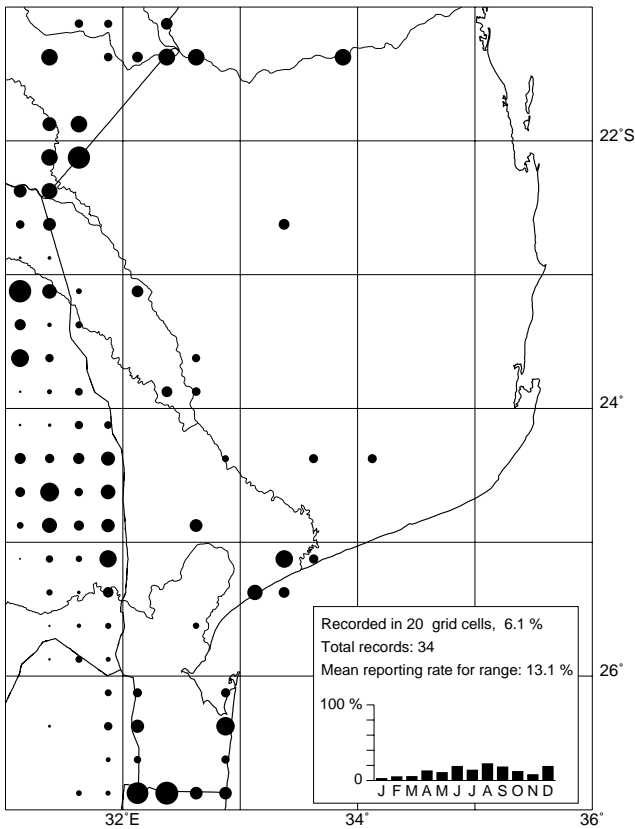 22˚S
24˚
Recorded in 20 grid cells, 6.1 %
Total records: 34
Mean reporting rate for range: 13.1 %
26˚
100 %
0
J F M A M J J A S O N D
32˚E
34˚
36˚